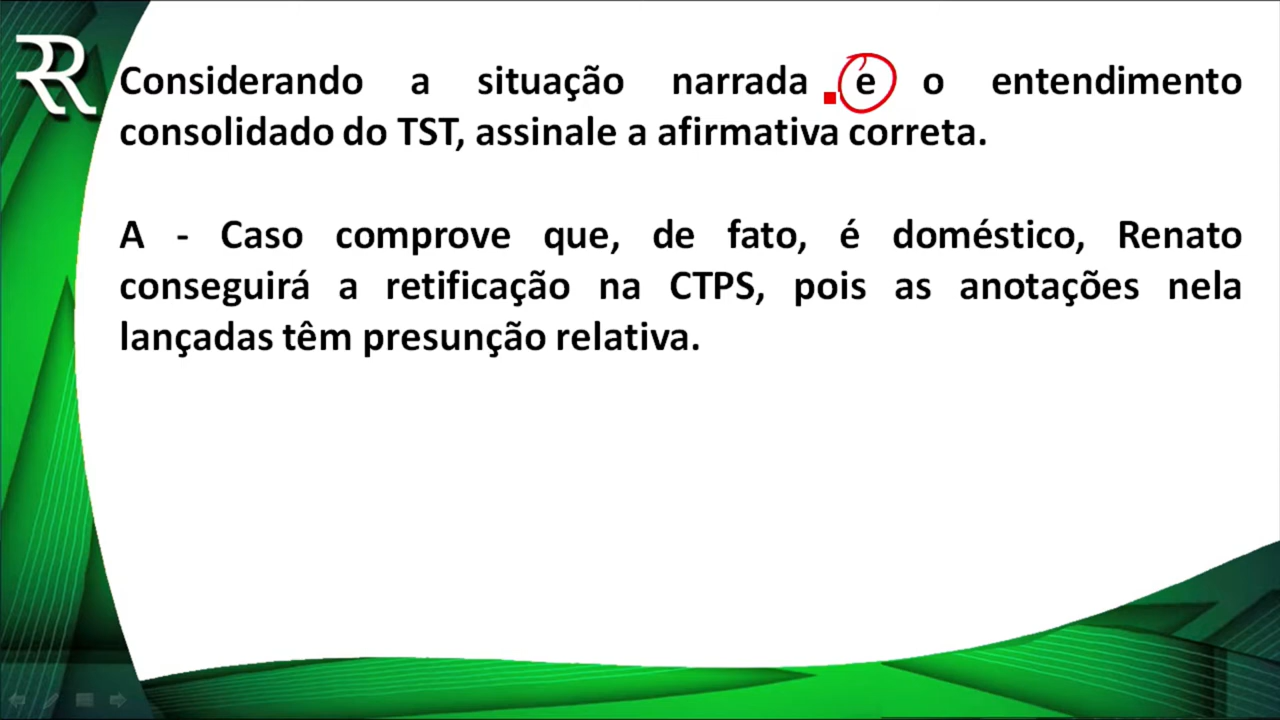 Considerando a situação narrada e o entendimento
consolidado do TST, assinale a afirmativa correta.
A - Caso comprove que, de fato, é doméstico, Renato
conseguirá a retificação na CTPS, pois as anotações nela
lançadas têm presunção relativa.